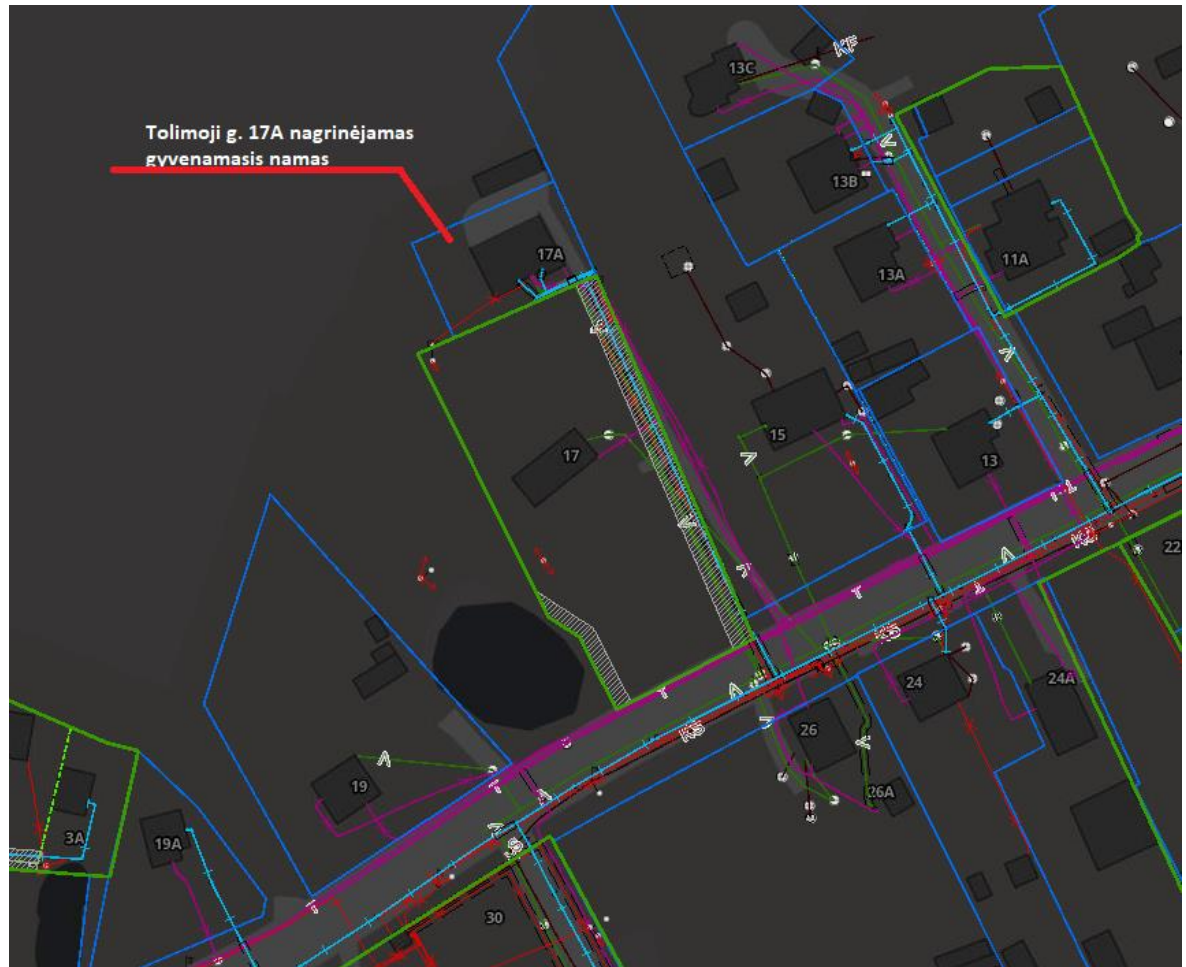 13C
KF
Tolimoji g. 17A nagrinėjamas
gyvenamasis namas
13B
17A
13A
11A
15
17
13
22
24
24A
26
26A
19
3A
19A
30